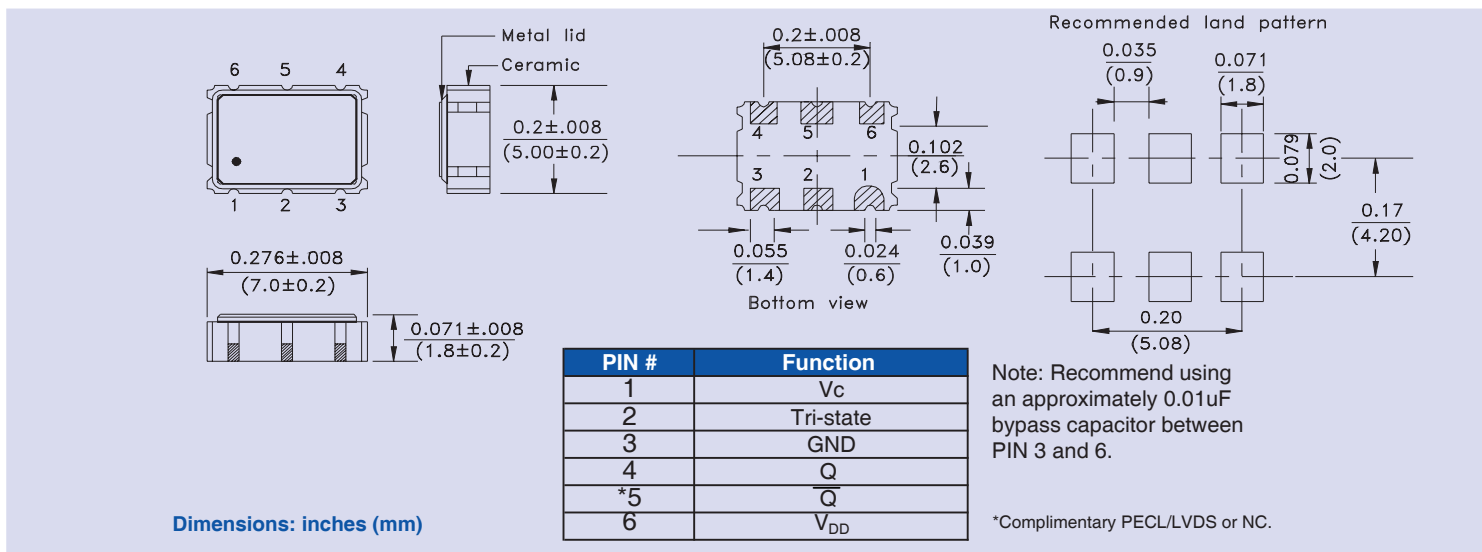 Recommended land pattern
Metal lid
Ceramic
6 5 4
1 2 3
0.2±.008
(5.00±0.2)
0.276±.008
(7.0±0.2)
0.071±.008
(1.8±0.2)
0.2±.008
(5.08±0.2)
4 5 6
3 2 1
0.102
(2.6)
0.055
(1.4)
0.024
(0.6)
0.039
(1.0)
Bottom view
0.035
(0.9)
0.071
(1.8)
0.079
(2.0)
0.17
(4.20)
0.20
(5.08)
PIN # Function
1 Vc
2 Tri-state
3 GND
4 Q
*5 Q̅
6 VDD
Note: Recommend using
an approximately 0.01uF
bypass capacitor between
PIN 3 and 6.
Dimensions: inches (mm)
*Complimentary PECL/LVDS or NC.